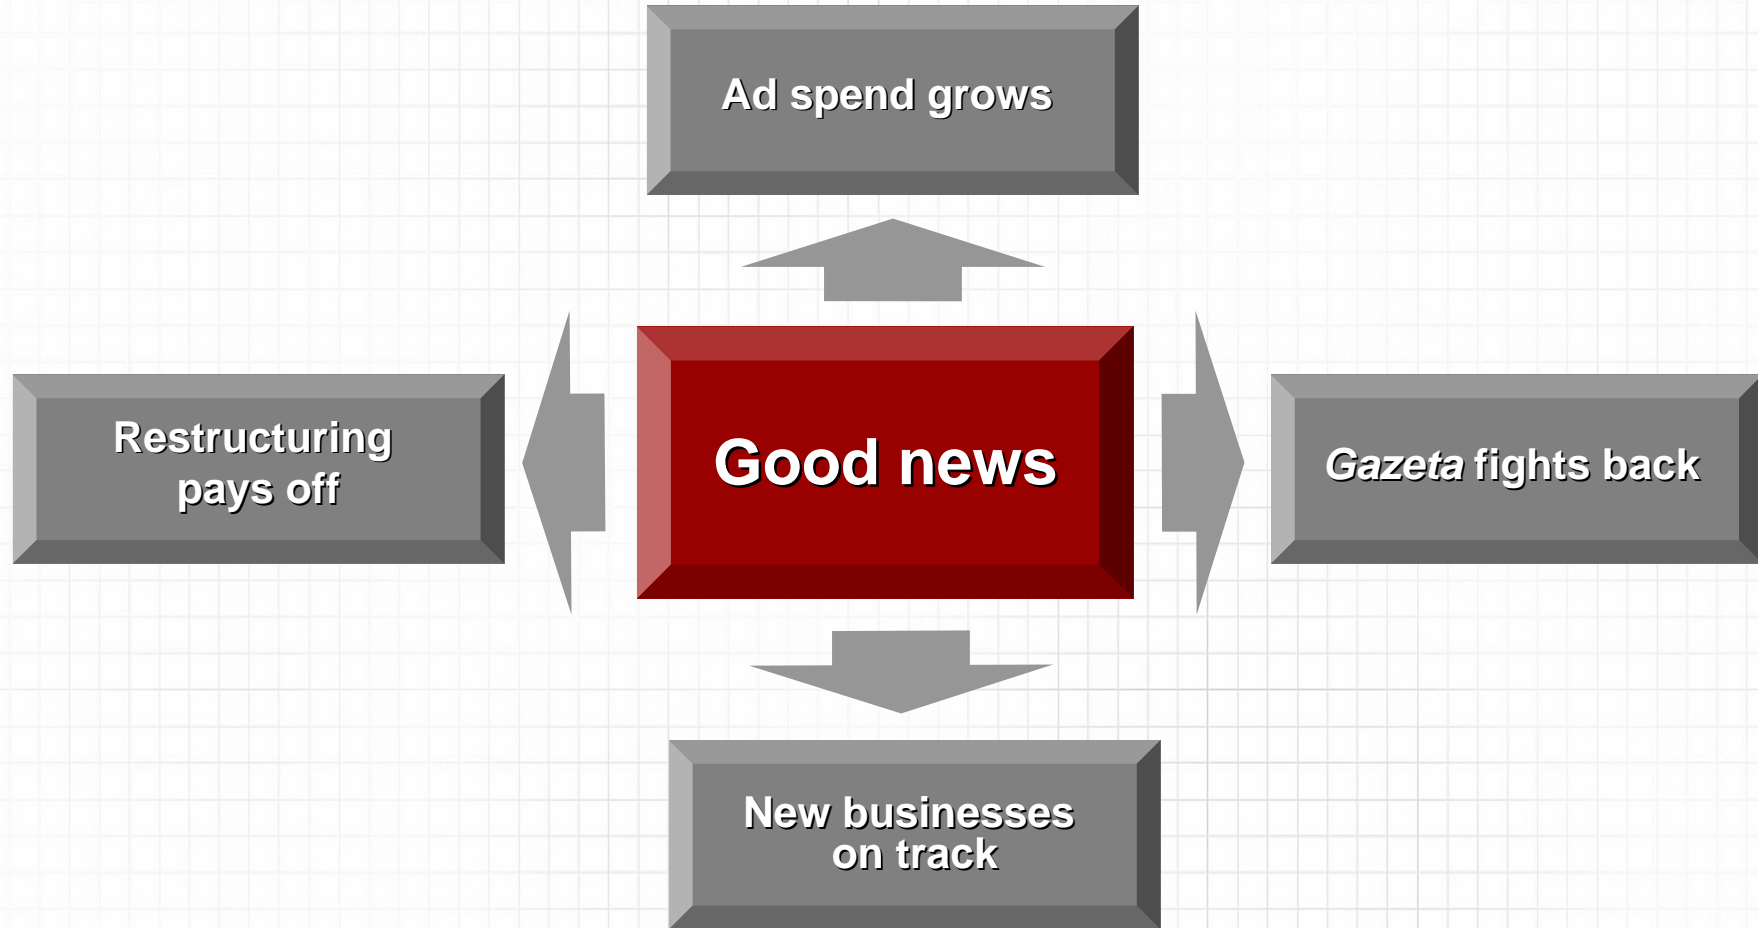 Ad spend grows
Restructuring
pays off
Good news
Gazeta fights back
New businesses
on track